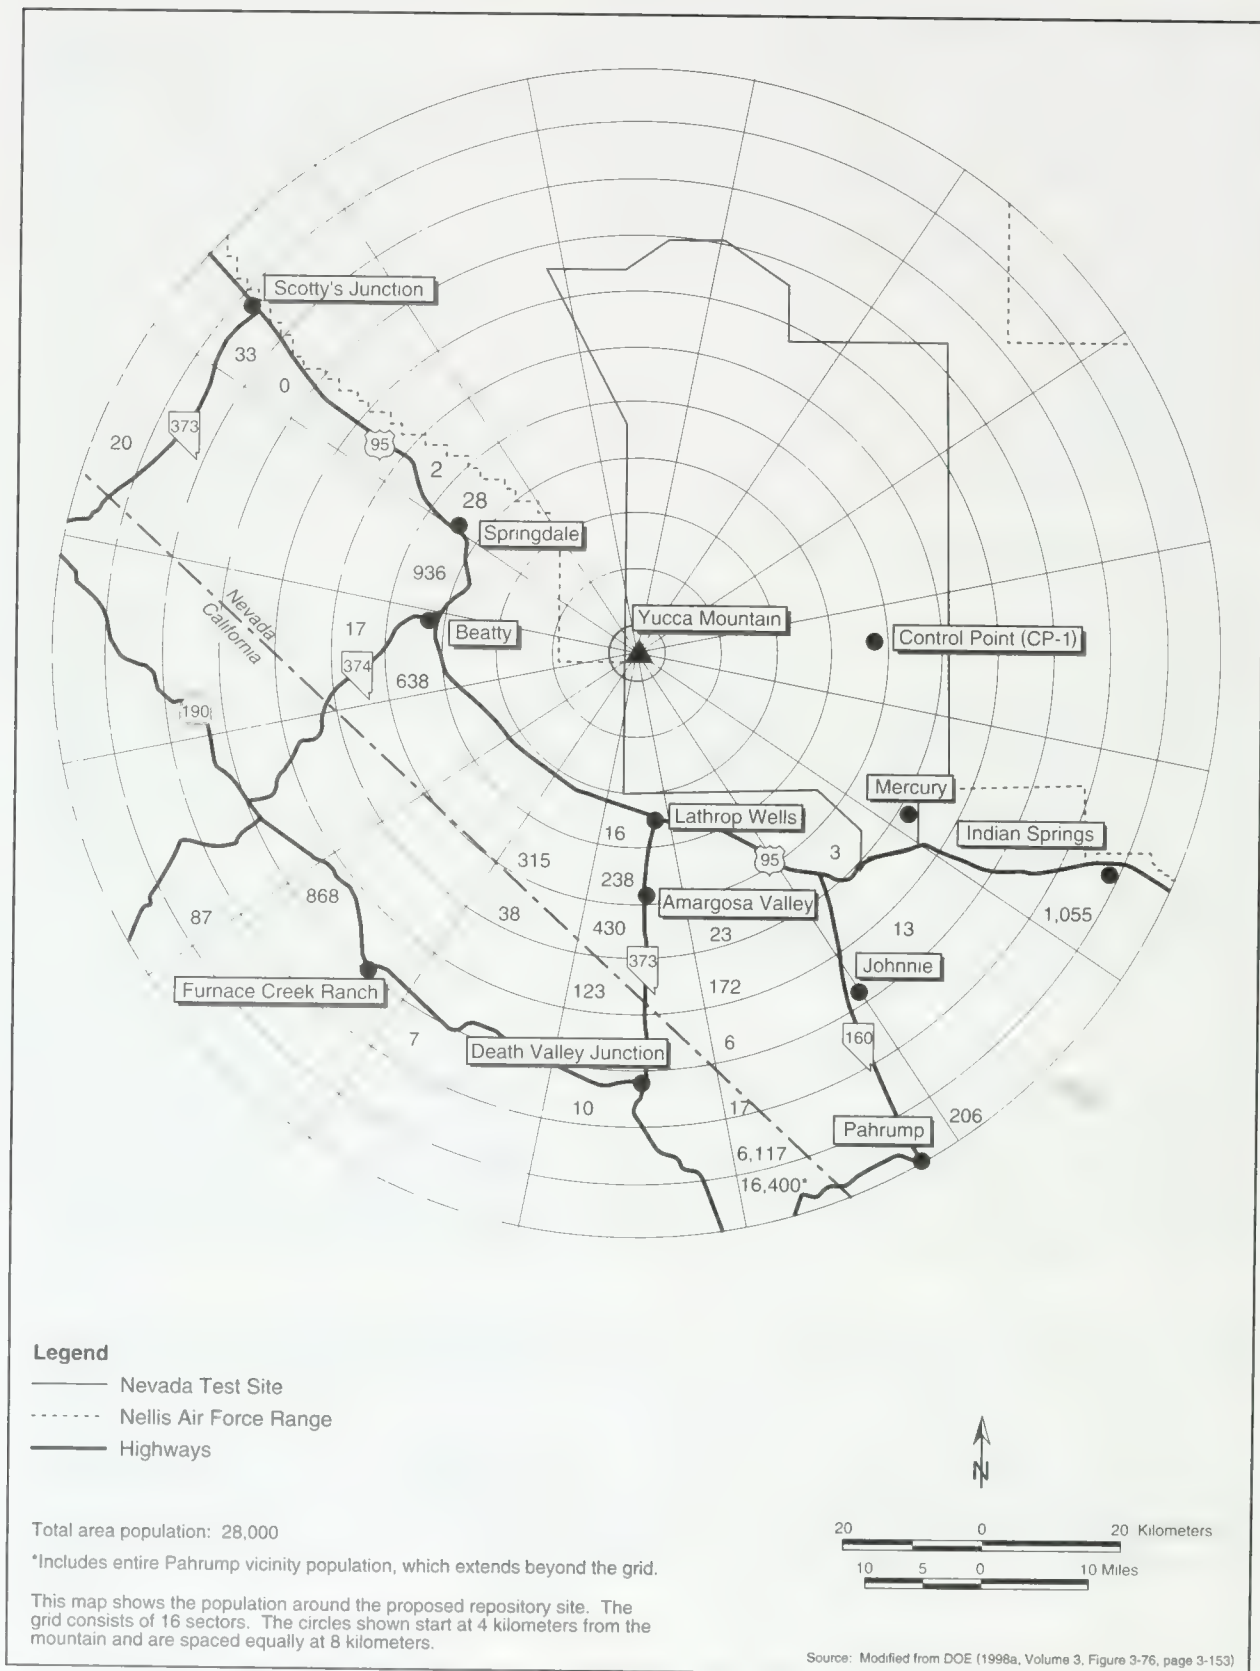 Scotty's Junction
33
0
373
20
95
2
28
Springdale
936
Nevada
California
17
Beatty
374
638
190
Yucca Mountain
Control Point (CP-1)
Mercury
Indian Springs
16
Lathrop Wells
95
3
315
238
Amargosa Valley
1,055
868
87
38
430
23
13
373
Johnnie
Furnace Creek Ranch
123
172
7
6
160
Death Valley Junction
10
17
206
Pahrump
6,117
16,400*
Legend
Nevada Test Site
Nellis Air Force Range
Highways
N
Total area population: 28,000
*Includes entire Pahrump vicinity population, which extends beyond the grid.
20 0 20 Kilometers
10 5 0 10 Miles
This map shows the population around the proposed repository site. The
grid consists of 16 sectors. The circles shown start at 4 kilometers from the
mountain and are spaced equally at 8 kilometers.
Source: Modified from DOE (1998a, Volume 3, Figure 3-76, page 3-153)